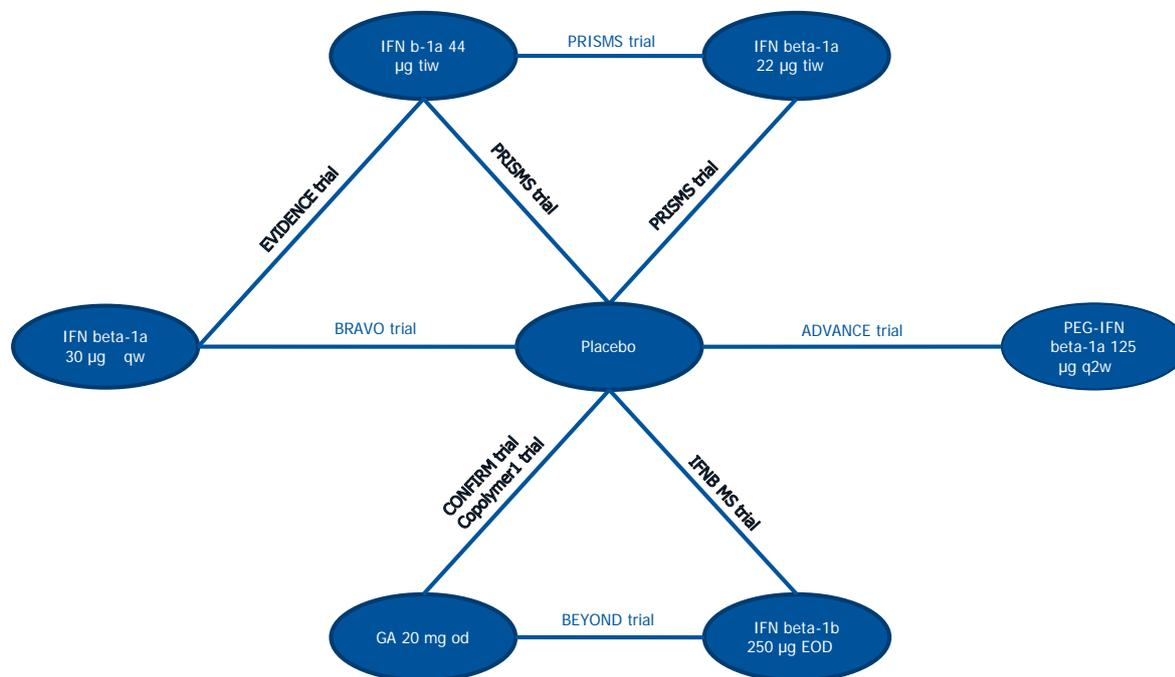 IFN b-1a 44
µg tiw
PRISMS trial
IFN beta-1a
22 µg tiw
EVIDENCE trial
PRISMS trial
PRISMS trial
IFN beta-1a
30 µg qw
BRAVO trial
Placebo
ADVANCE trial
PEG-IFN
beta-1a 125
µg q2w
CONFIRM trial
Copolymer1 trial
IFNB MS trial
GA 20 mg od
BEYOND trial
IFN beta-1b
250 µg EOD